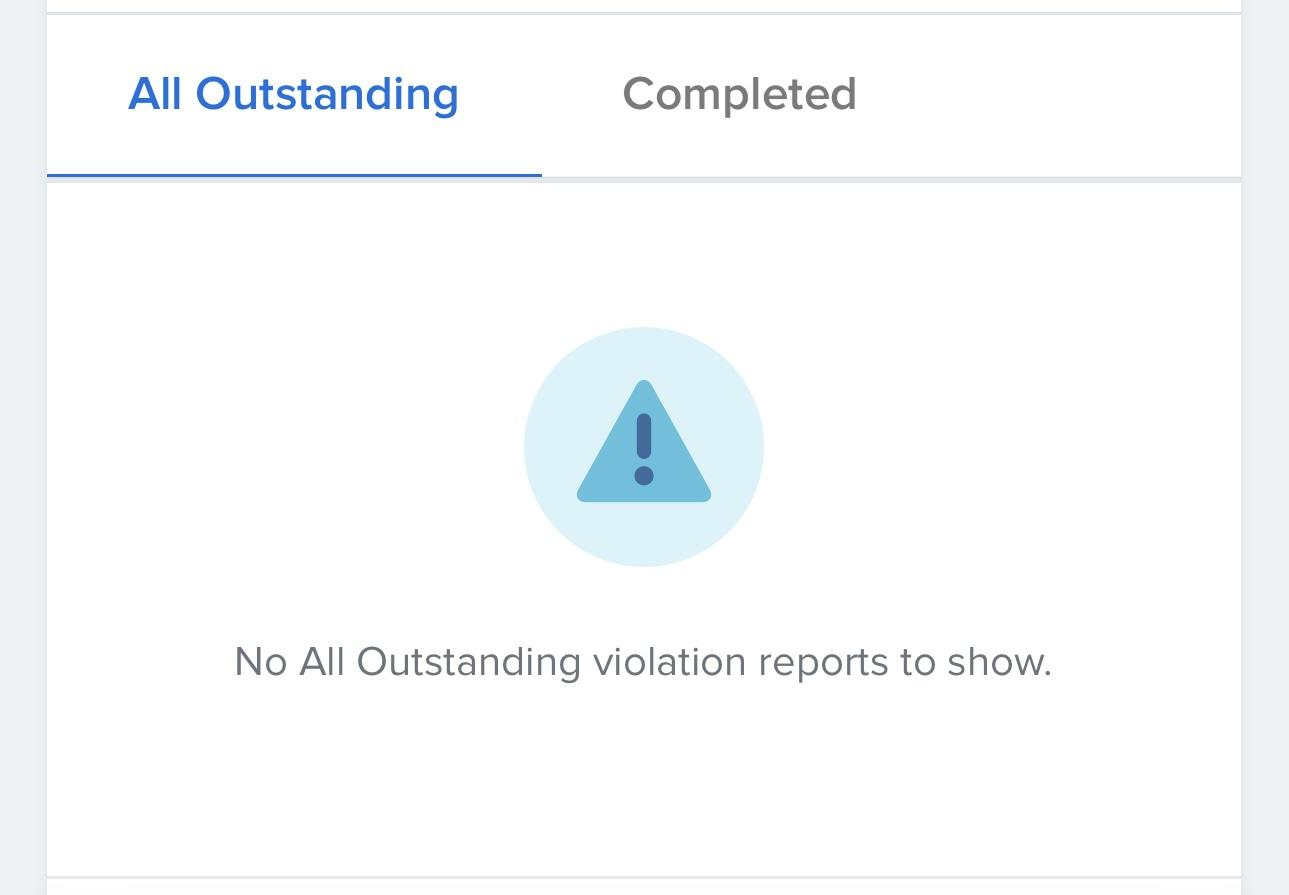 All Outstanding Completed
No All Outstanding violation reports to show.